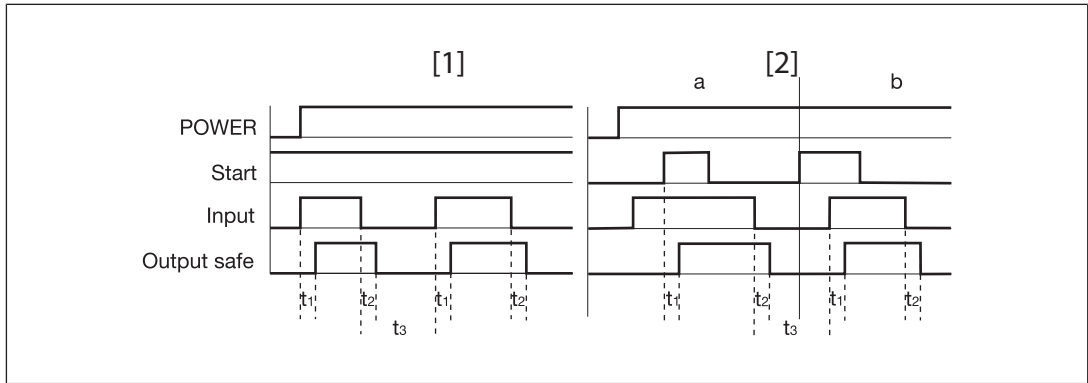 [1] [2]
a b
POWER
Start
Input
Output safe
t1 t2 t1 t2 t1 t2 t1 t2
t3 t3